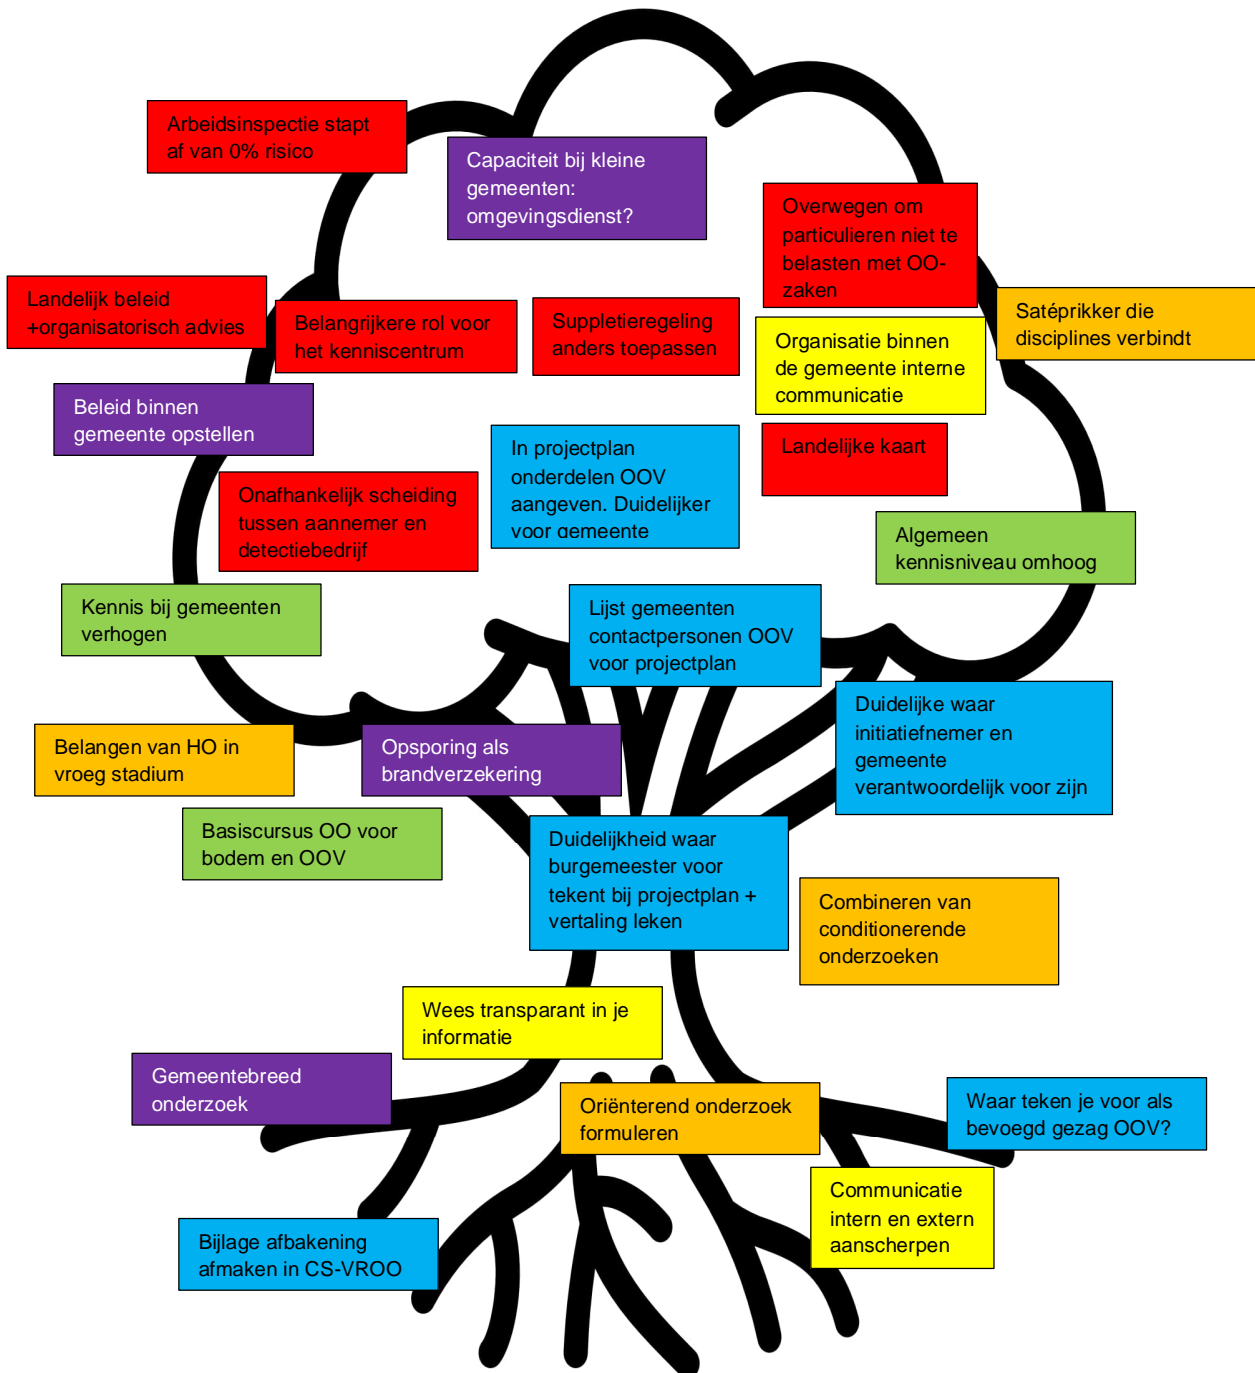 Arbeidsinspectie stapt
af van 0% risico
Capaciteit bij kleine
gemeenten:
omgevingsdienst?
Overwegen om
particulieren niet te
belasten met OO-
zaken
Landelijk beleid
+organisatorisch advies
Belangrijkere rol voor
het kenniscentrum
Suppletieregeling
anders toepassen
Satéprikker die
disciplines verbindt
Organisatie binnen
de gemeente interne
communicatie
Beleid binnen
gemeente opstellen
In projectplan
onderdelen OOV
aangeven. Duidelijker
voor gemeente
Landelijke kaart
Onafhankelijk scheiding
tussen aannemer en
detectiebedrijf
Algemeen
kennisniveau omhoog
Kennis bij gemeenten
verhogen
Lijst gemeenten
contactpersonen OOV
voor projectplan
Duidelijke waar
initiatiefnemer en
gemeente
verantwoordelijk voor zijn
Belangen van HO in
vroeg stadium
Opsporing als
brandverzekering
Basiscursus OO voor
bodem en OOV
Duidelijkheid waar
burgemeester voor
tekent bij projectplan +
vertaling leken
Combineren van
conditionerende
onderzoeken
Wees transparant in je
informatie
Gemeentebreed
onderzoek
Oriënterend onderzoek
formuleren
Waar teken je voor als
bevoegd gezag OOV?
Communicatie
intern en extern
aanscherpen
Bijlage afbakening
afmaken in CS-VROO